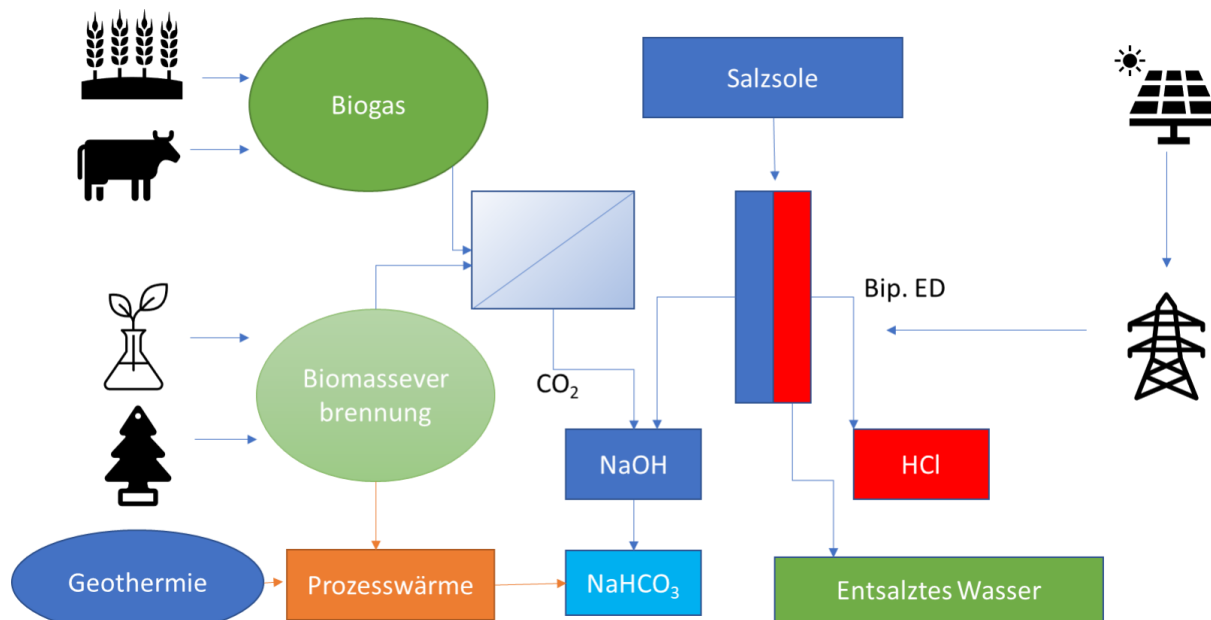 Biogas
Salzsole
Bip. ED
Biomassever
brennung
CO₂
NaOH
HCl
Geothermie
Prozesswärme
NaHCO₃
Entsalztes Wasser